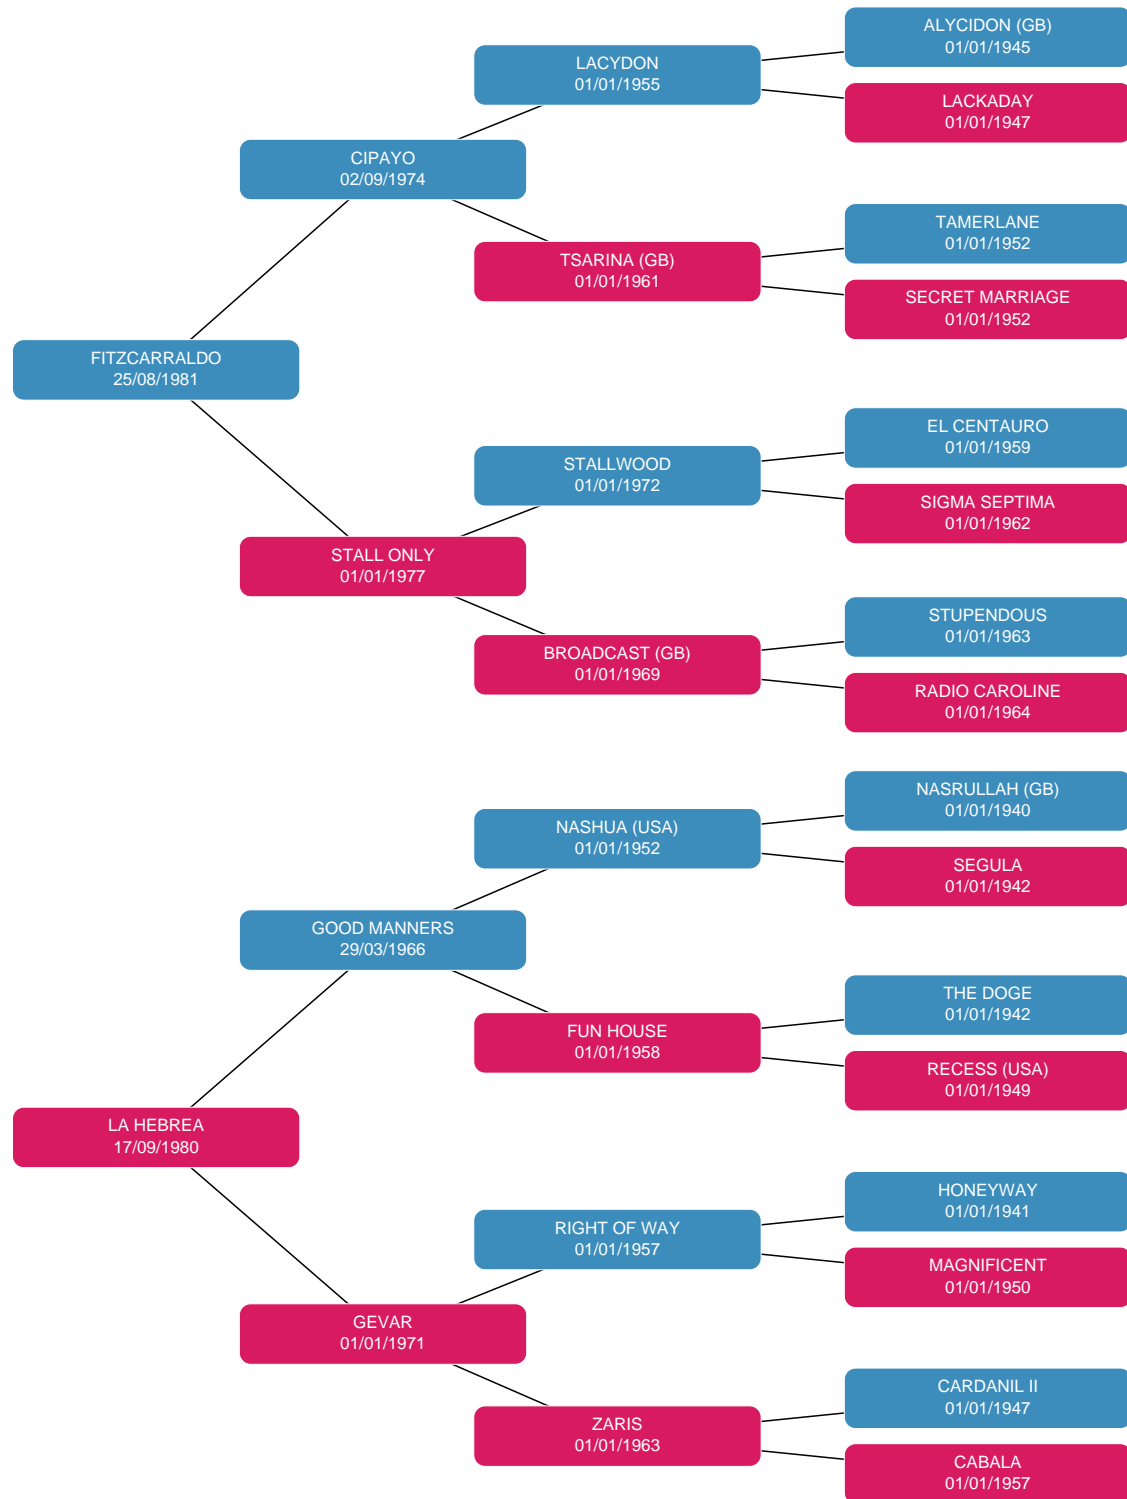 ALYCIDON (GB)
01/01/1945
LACYDON
01/01/1955
LACKADAY
01/01/1947
CIPAYO
02/09/1974
TAMERLANE
01/01/1952
TSARINA (GB)
01/01/1961
SECRET MARRIAGE
01/01/1952
FITZCARRALDO
25/08/1981
EL CENTAURO
01/01/1959
STALLWOOD
01/01/1972
SIGMA SEPTIMA
01/01/1962
STALL ONLY
01/01/1977
STUPENDOUS
01/01/1963
BROADCAST (GB)
01/01/1969
RADIO CAROLINE
01/01/1964
NASRULLAH (GB)
01/01/1940
NASHUA (USA)
01/01/1952
SEGULA
01/01/1942
GOOD MANNERS
29/03/1966
THE DOGE
01/01/1942
FUN HOUSE
01/01/1958
RECESS (USA)
01/01/1949
LA HEBREA
17/09/1980
HONEYWAY
01/01/1941
RIGHT OF WAY
01/01/1957
MAGNIFICENT
01/01/1950
GEVAR
01/01/1971
CARDANIL II
01/01/1947
ZARIS
01/01/1963
CABALA
01/01/1957